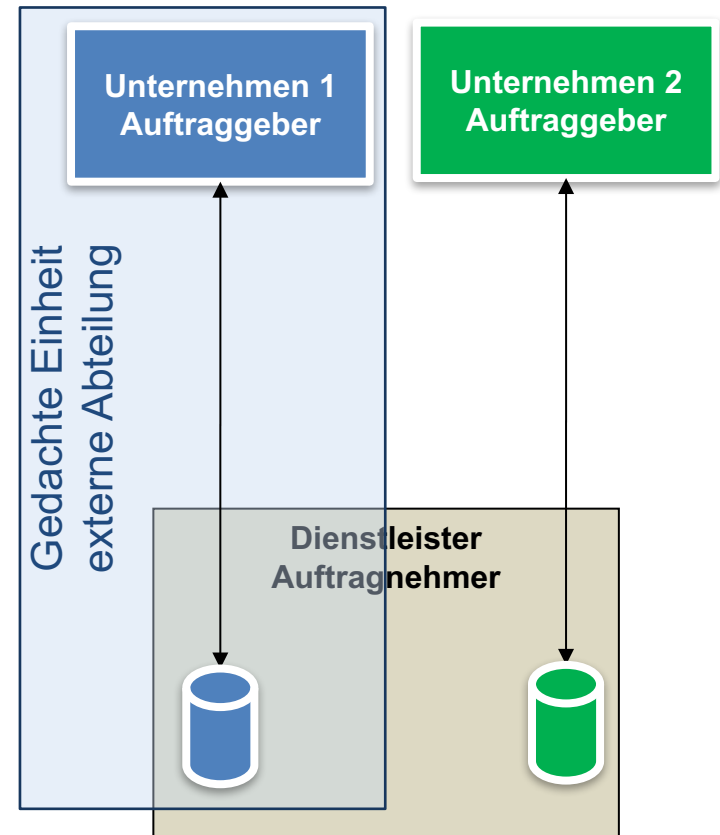 Unternehmen 1
Auftraggeber
Unternehmen 2
Auftraggeber
Gedachte Einheit
externe Abteilung
Dienstleister
Auftragnehmer